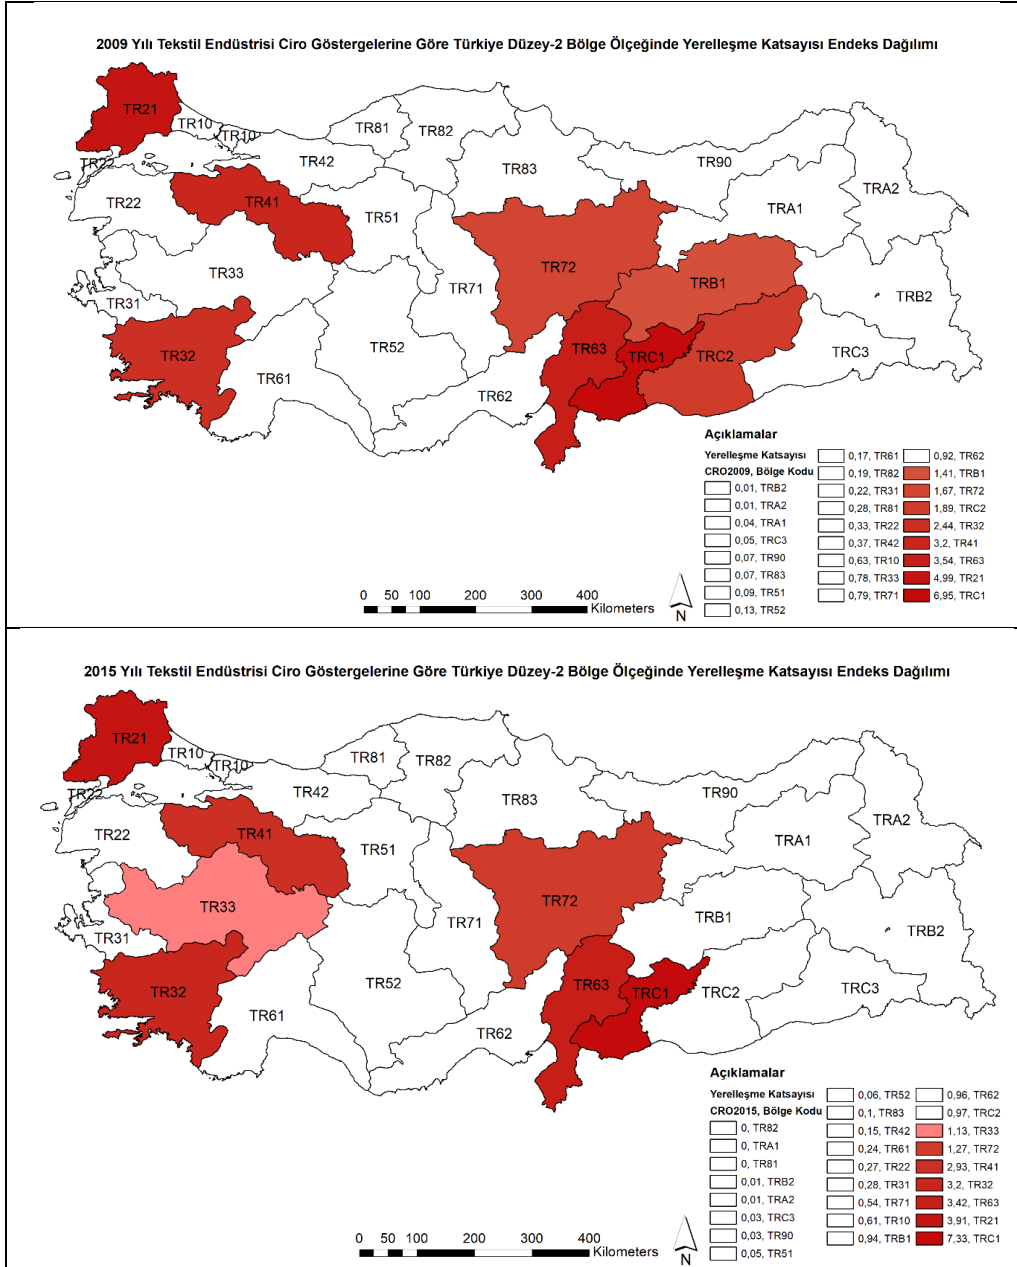 2009 Yılı Tekstil Endüstrisi Ciro Göstergelerine Göre Türkiye Düzey-2 Bölge Ölçeğinde Yerelleşme Katsayısı Endeks Dağılımı
TR21
TR10
TR10
TR81
TR82
TR22
TR42
TR83
TR90
TRA2
TR22
TR41
TR51
TRA1
TR33
TR72
TR71
TRB1
TRB2
TR31
TR32
TR52
TR63
TRC1
TRC2
TRC3
TR61
TR62
Açıklamalar
Yerelleşme Katsayısı
CRO2009, Bölge Kodu
0,01, TRB2
0,01, TRA2
0,04, TRA1
0,05, TRC3
0,07, TR90
0,07, TR83
0,09, TR51
0,13, TR52
0,17, TR61
0,19, TR82
0,22, TR31
0,28, TR81
0,33, TR22
0,37, TR42
0,63, TR10
0,78, TR33
0,79, TR71
0,92, TR62
1,41, TRB1
1,67, TR72
1,89, TRC2
2,44, TR32
3,2, TR41
3,54, TR63
4,99, TR21
6,95, TRC1
0 50 100 200 300 400
Kilometers
N
2015 Yılı Tekstil Endüstrisi Ciro Göstergelerine Göre Türkiye Düzey-2 Bölge Ölçeğinde Yerelleşme Katsayısı Endeks Dağılımı
TR21
TR10
TR10
TR81
TR82
TR22
TR42
TR83
TR90
TRA2
TR22
TR41
TR51
TRA1
TR33
TR72
TR71
TRB1
TRB2
TR31
TR32
TR52
TR63
TRC1
TRC2
TRC3
TR61
TR62
Açıklamalar
Yerelleşme Katsayısı
CRO2015, Bölge Kodu
0, TR82
0, TRA1
0, TR81
0,01, TRB2
0,01, TRA2
0,03, TRC3
0,03, TR90
0,05, TR51
0,06, TR52
0,1, TR83
0,15, TR42
0,24, TR61
0,27, TR22
0,28, TR31
0,54, TR71
0,61, TR10
0,94, TRB1
0,96, TR62
0,97, TRC2
1,13, TR33
1,27, TR72
2,93, TR41
3,2, TR32
3,42, TR63
3,91, TR21
7,33, TRC1
0 50 100 200 300 400
Kilometers
N